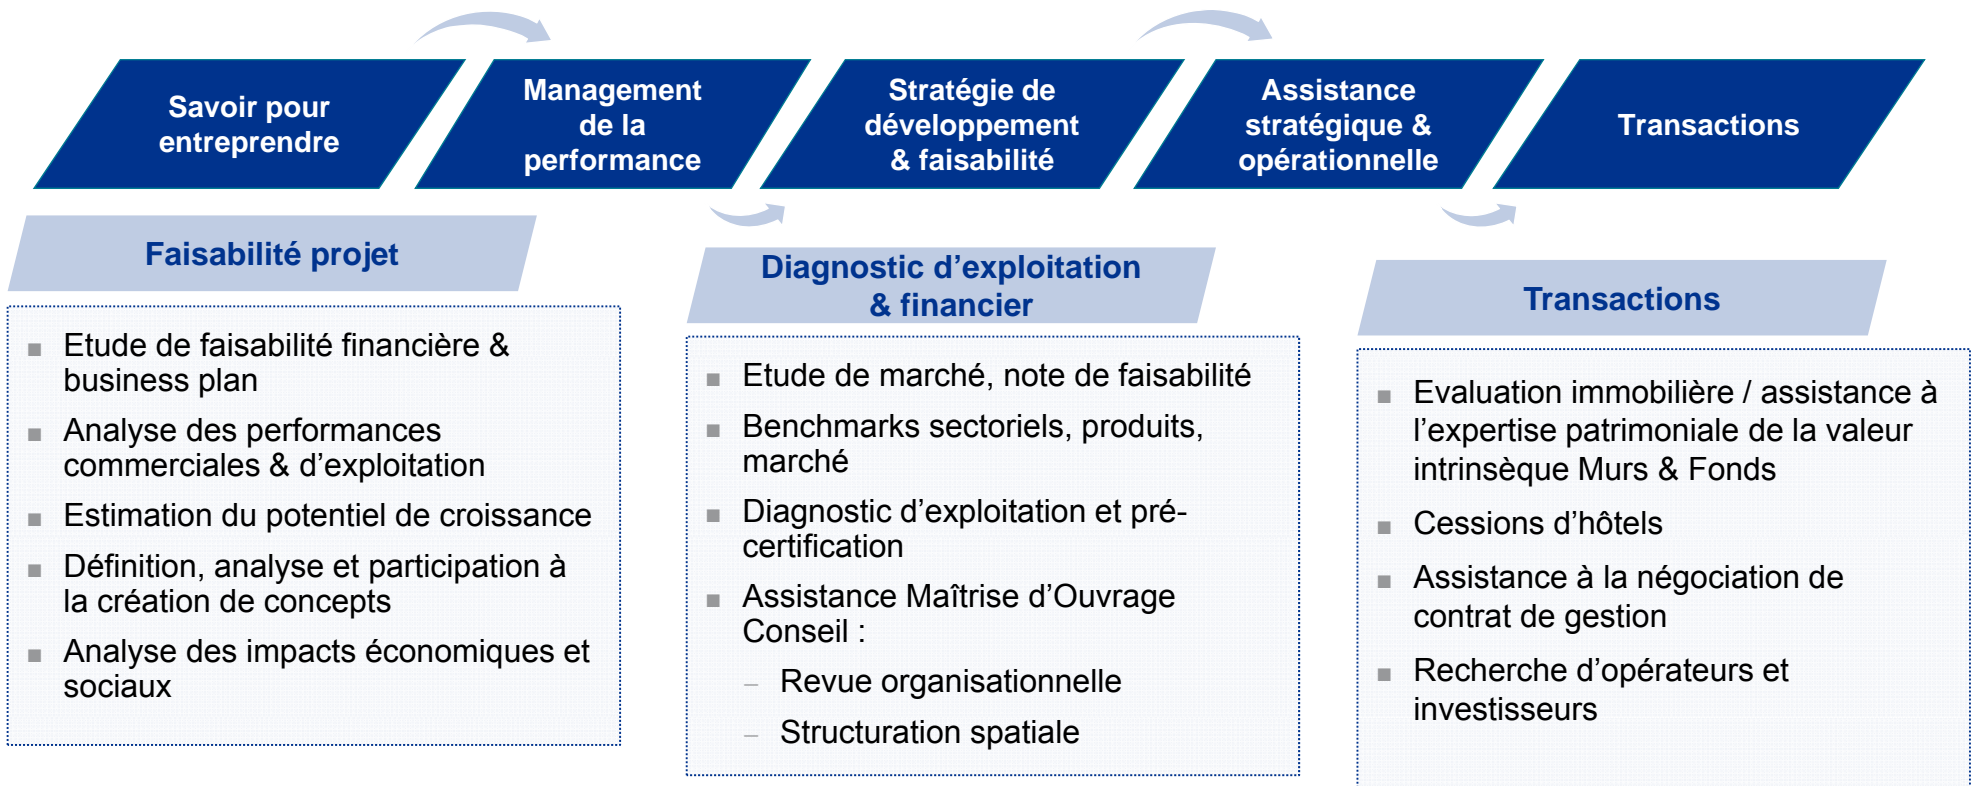 Savoir pour
entreprendre
Management
de la
performance
Stratégie de
développement
& faisabilité
Assistance
stratégique &
opérationnelle
Transactions
Faisabilité projet
■ Etude de faisabilité financière &
business plan
■ Analyse des performances
commerciales & d’exploitation
■ Estimation du potentiel de croissance
■ Définition, analyse et participation à
la création de concepts
■ Analyse des impacts économiques et
sociaux
Diagnostic d’exploitation
& financier
■ Etude de marché, note de faisabilité
■ Benchmarks sectoriels, produits,
marché
■ Diagnostic d’exploitation et pré-
certification
■ Assistance Maîtrise d’Ouvrage
Conseil :
– Revue organisationnelle
– Structuration spatiale
Transactions
■ Evaluation immobilière / assistance à
l’expertise patrimoniale de la valeur
intrinsèque Murs & Fonds
■ Cessions d’hôtels
■ Assistance à la négociation de
contrat de gestion
■ Recherche d’opérateurs et
investisseurs